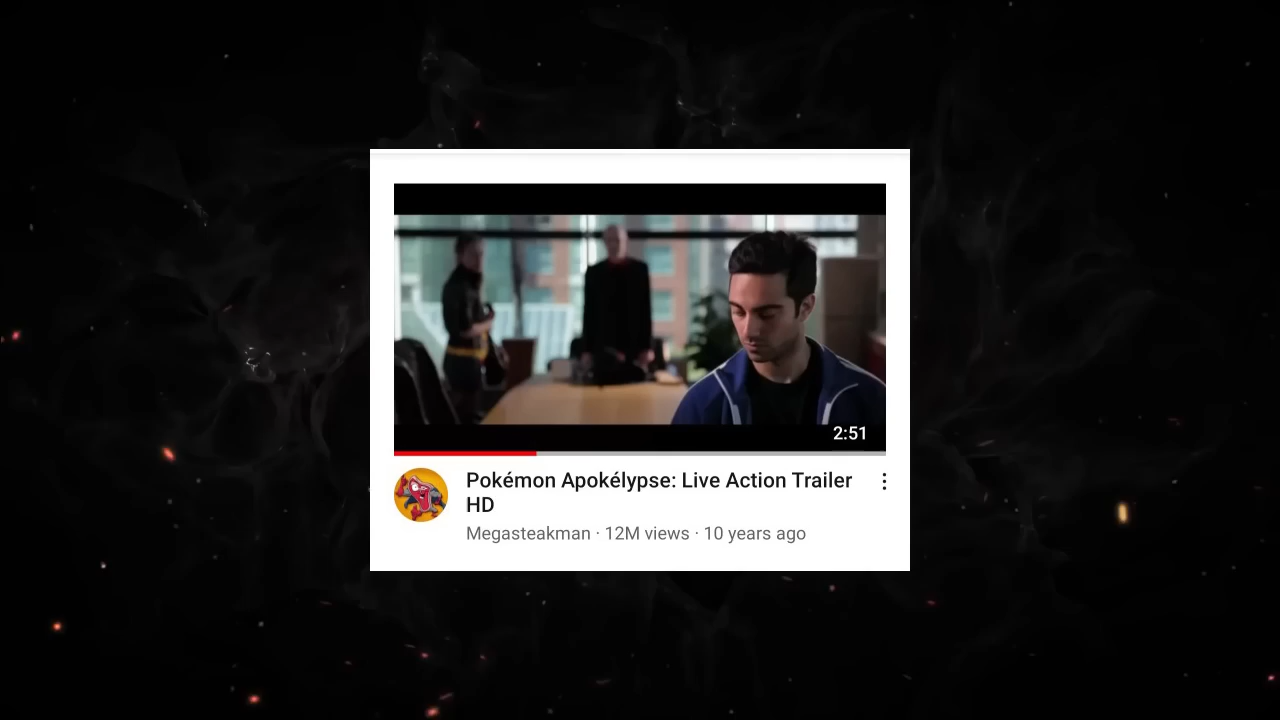 2:51
Pokémon Apokélypse: Live Action Trailer
HD
Megasteakman · 12M views · 10 years ago